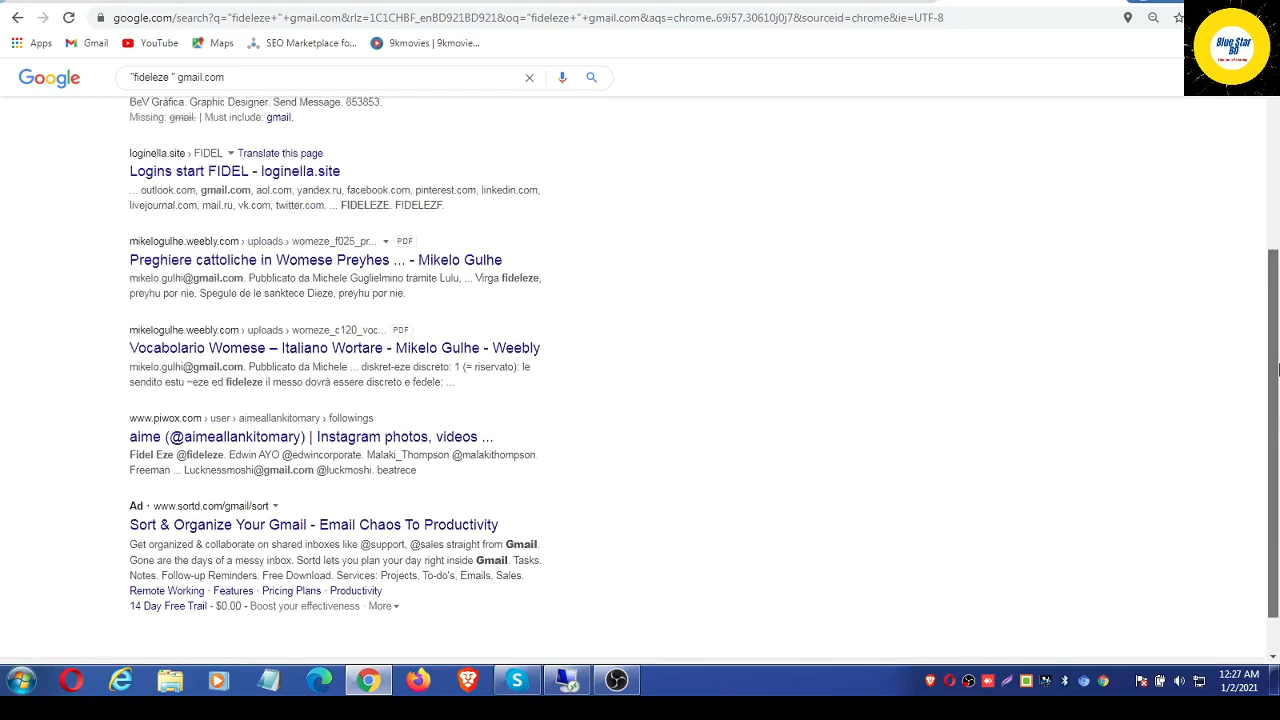 google.com/search?q="fideleze+"+gmail.com&rlz=1C1CHBF_enBD921BD921&oq="fideleze+"+gmail.com&aqs=chrome..69i57.30610j0j7&sourceid=chrome&ie=UTF-8
Apps Gmail YouTube Maps SEO Marketplace fo... 9kmovies | 9kmovie...
Blue Star
BD
Google
"fideleze " gmail.com
BeV Gráfica. Graphic Designer. Send Message. 853853.
Missing: gmail. | Must include: gmail.
loginella.site › FIDEL Translate this page
Logins start FIDEL - loginella.site
... outlook.com, gmail.com, aol.com, yandex.ru, facebook.com, pinterest.com, linkedin.com,
livejournal.com, mail.ru, vk.com, twitter.com. ... FIDELEZE. FIDELEZF.
mikelogulhe.weebly.com › uploads › womeze_f025_pr... PDF
Preghiere cattoliche in Womese Preyhes ... - Mikelo Gulhe
mikelo.gulhi@gmail.com. Pubblicato da Michele Guglielmino tramite Lulu, ... Virga fideleze,
preyhu por nie. Spegule de le sanktece Dieze, preyhu por nie.
mikelogulhe.weebly.com › uploads › womeze_c120_voc... PDF
Vocabolario Womese – Italiano Wortare - Mikelo Gulhe - Weebly
mikelo.gulhi@gmail.com. Pubblicato da Michele ... diskret-eze discreto: 1 (= riservato): le
sendito estu ~eze ed fideleze il messo dovrà essere discreto e fedele; ...
www.piwox.com › user › aimeallankitomary › followings
aime (@aimeallankitomary) | Instagram photos, videos ...
Fidel Eze @fideleze. Edwin AYO @edwincorporate. Malaki_Thompson @malakithompson.
Freeman ... Lucknessmoshi@gmail.com @luckmoshi. beatrece
Ad · www.sortd.com/gmail/sort
Sort & Organize Your Gmail - Email Chaos To Productivity
Get organized & collaborate on shared inboxes like @support, @sales straight from Gmail.
Gone are the days of a messy inbox. Sortd lets you plan your day right inside Gmail. Tasks.
Notes. Follow-up Reminders. Free Download. Services: Projects, To-do's, Emails, Sales.
Remote Working · Features · Pricing Plans · Productivity
14 Day Free Trail - $0.00 - Boost your effectiveness · More
12:27 AM
1/2/2021